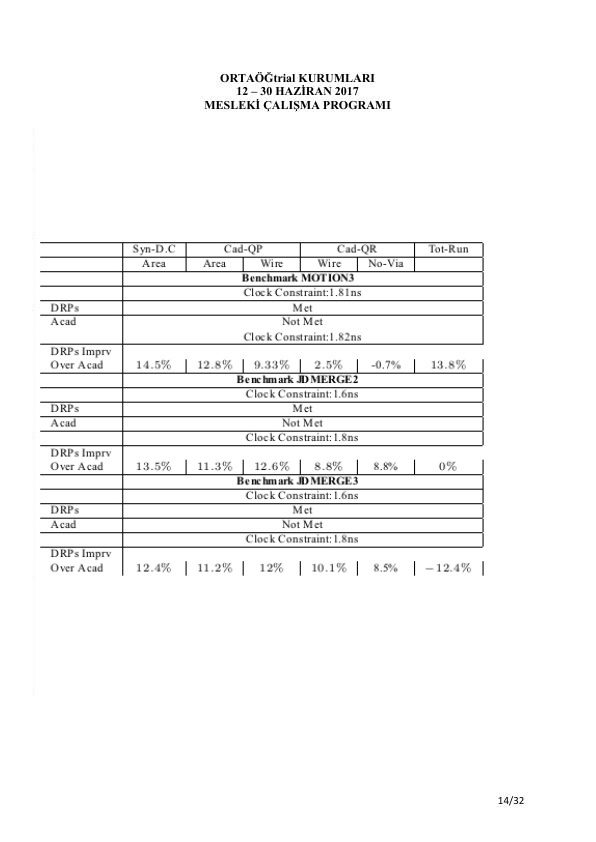 ORTAÖĞtrial KURUMLARI
12 – 30 HAZİRAN 2017
MESLEKİ ÇALIŞMA PROGRAMI
Syn-D.C Cad-QP Cad-QR Tot-Run
Area Area Wire Wire No-Via
Benchmark MOTION3
Clock Constraint:1.81ns
DRPs Met
Acad Not Met
Clock Constraint:1.82ns
DRPs Imprv
Over Acad 14.5% 12.8% 9.33% 2.5% -0.7% 13.8%
Benchmark JDMERGE2
Clock Constraint:1.6ns
DRPs Met
Acad Not Met
Clock Constraint:1.8ns
DRPs Imprv
Over Acad 13.5% 11.3% 12.6% 8.8% 8.8% 0%
Benchmark JDMERGE3
Clock Constraint:1.6ns
DRPs Met
Acad Not Met
Clock Constraint:1.8ns
DRPs Imprv
Over Acad 12.4% 11.2% 12% 10.1% 8.5% −12.4%
14/32